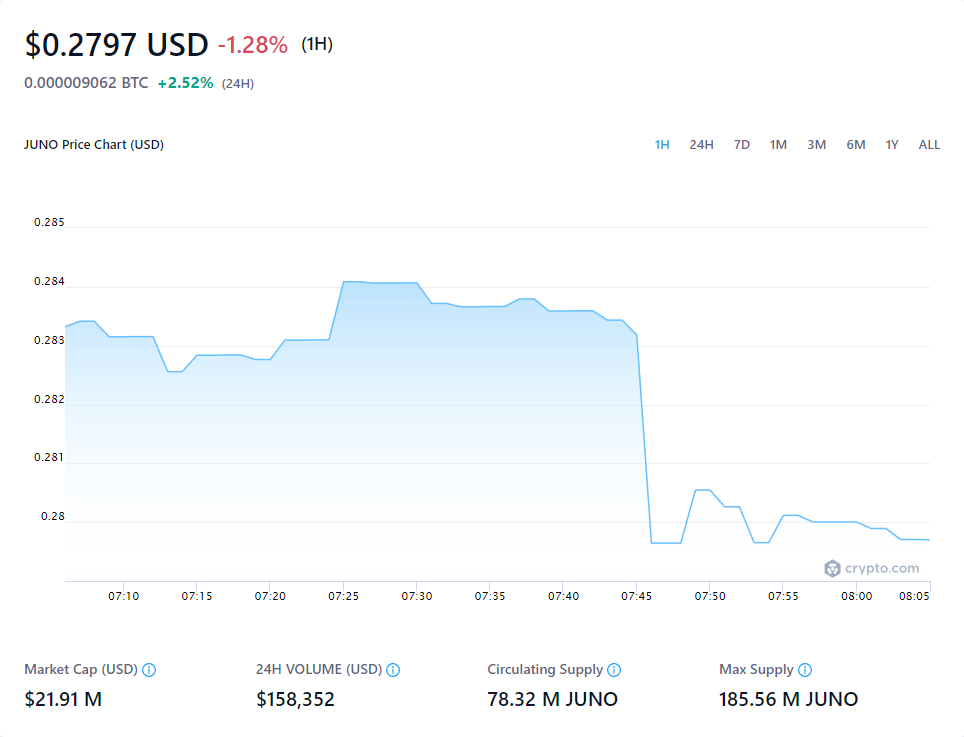 $0.2797 USD -1.28% (1H)
0.000009062 BTC +2.52% (24H)
JUNO Price Chart (USD) 1H 24H 7D 1M 3M 6M 1Y ALL
0.285
0.284
0.283
0.282
0.281
0.28
crypto.com
07:10 07:15 07:20 07:25 07:30 07:35 07:40 07:45 07:50 07:55 08:00 08:05
Market Cap (USD) 24H VOLUME (USD) Circulating Supply Max Supply
$21.91 M $158,352 78.32 M JUNO 185.56 M JUNO